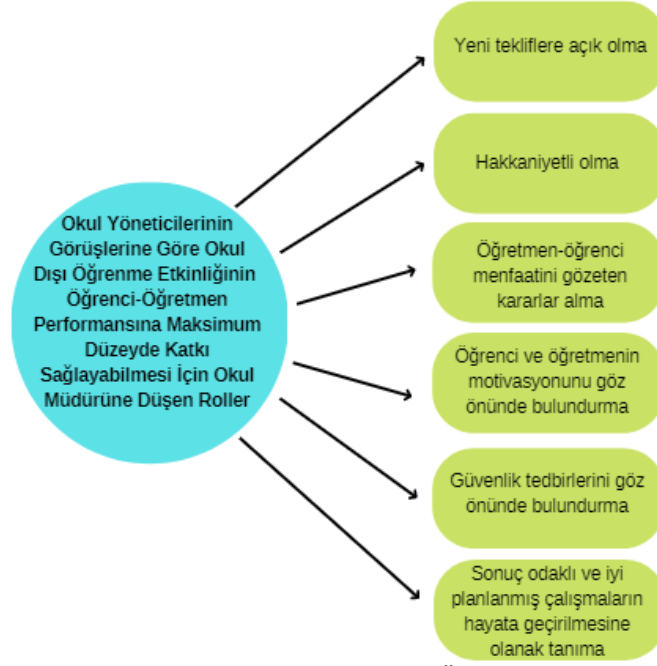 Okul Yöneticilerinin
Görüşlerine Göre Okul
Dışı Öğrenme Etkinliğinin
Öğrenci-Öğretmen
Performansına Maksimum
Düzeyde Katkı
Sağlayabilmesi İçin Okul
Müdürüne Düşen Roller
Yeni tekliflere açık olma
Hakkaniyetli olma
Öğretmen-öğrenci
menfaatini gözeten
kararlar alma
Öğrenci ve öğretmenin
motivasyonunu göz
önünde bulundurma
Güvenlik tedbirlerini göz
önünde bulundurma
Sonuç odaklı ve iyi
planlanmış çalışmaların
hayata geçirilmesine
olanak tanıma